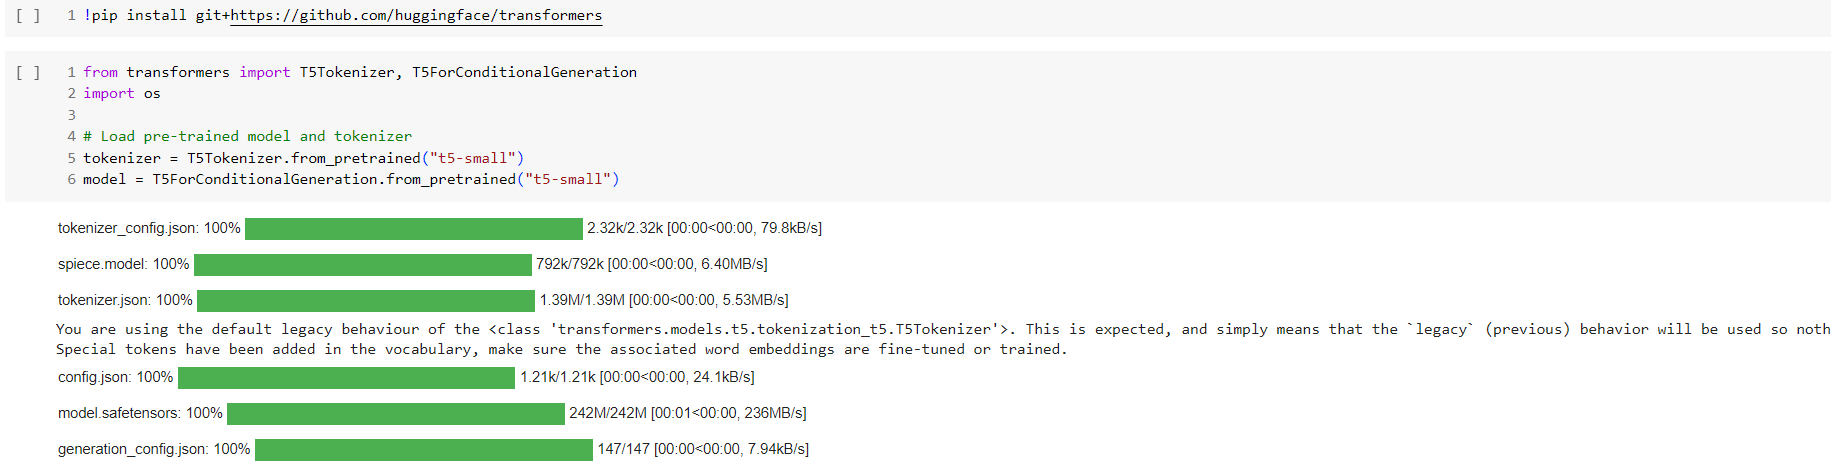 [ ] 1 !pip install git+https://github.com/huggingface/transformers
[ ] 1 from transformers import T5Tokenizer, T5ForConditionalGeneration
2 import os
3
4 # Load pre-trained model and tokenizer
5 tokenizer = T5Tokenizer.from_pretrained("t5-small")
6 model = T5ForConditionalGeneration.from_pretrained("t5-small")
tokenizer_config.json: 100% 2.32k/2.32k [00:00<00:00, 79.8kB/s]
spiece.model: 100% 792k/792k [00:00<00:00, 6.40MB/s]
tokenizer.json: 100% 1.39M/1.39M [00:00<00:00, 5.53MB/s]
You are using the default legacy behaviour of the <class 'transformers.models.t5.tokenization_t5.T5Tokenizer'>. This is expected, and simply means that the `legacy` (previous) behavior will be used so noth
Special tokens have been added in the vocabulary, make sure the associated word embeddings are fine-tuned or trained.
config.json: 100% 1.21k/1.21k [00:00<00:00, 24.1kB/s]
model.safetensors: 100% 242M/242M [00:01<00:00, 236MB/s]
generation_config.json: 100% 147/147 [00:00<00:00, 7.94kB/s]